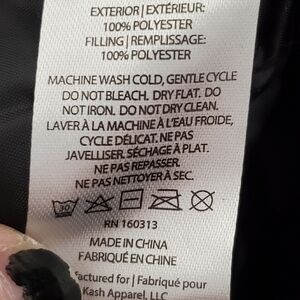 EXTERIOR | EXTÉRIEUR:
100% POLYESTER
FILLING | REMPLISSAGE:
100% POLYESTER
MACHINE WASH COLD, GENTLE CYCLE
DO NOT BLEACH. DRY FLAT. DO
NOT IRON. DO NOT DRY CLEAN.
LAVER À LA MACHINE À L'EAU FROIDE,
CYCLE DÉLICAT. NE PAS
JAVELLISER. SÉCHAGE À PLAT.
NE PAS REPASSER.
NE PAS NETTOYER À SEC.
30
RN 160313
MADE IN CHINA
FABRIQUÉ EN CHINE
factured for | Fabriqué pour
Kash Apparel, LLC